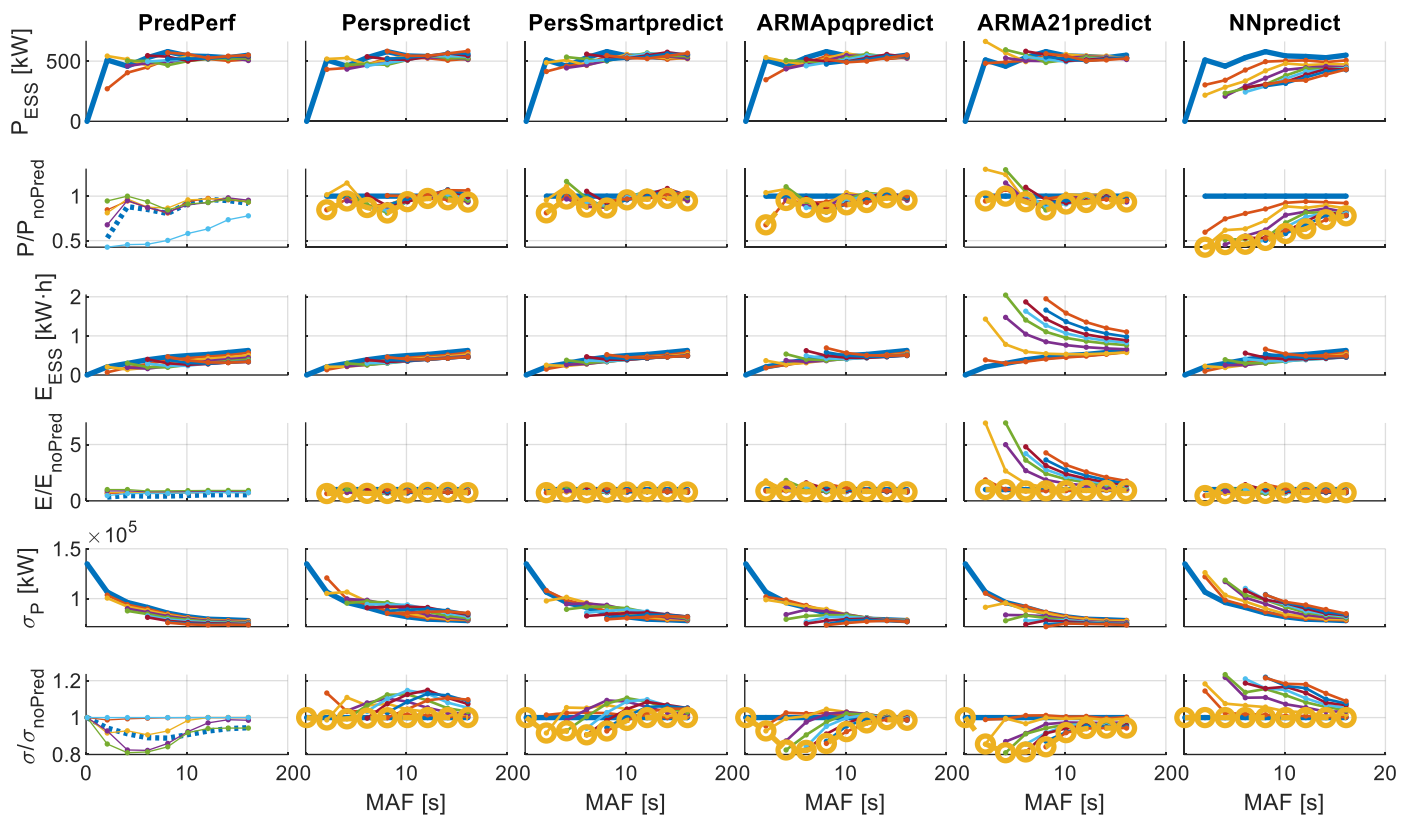 PredPerf Perspredict PersSmartpredict ARMApqpredict ARMA21predict NNpredict
P_ESS [kW]
500
0
P/P_noPred
1
0.5
E_ESS [kW·h]
2
1
0
E/E_noPred
5
0
× 10^5
σ_P [kW]
1.5
1
σ/σ_noPred
1.2
1
0.8
0 10 200 10 200 10 200 10 200 10 200 10 20
MAF [s] MAF [s] MAF [s] MAF [s] MAF [s]